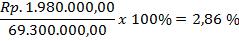 Rp. 1.980.000,00
69.300.000,00
x 100% = 2,86 %